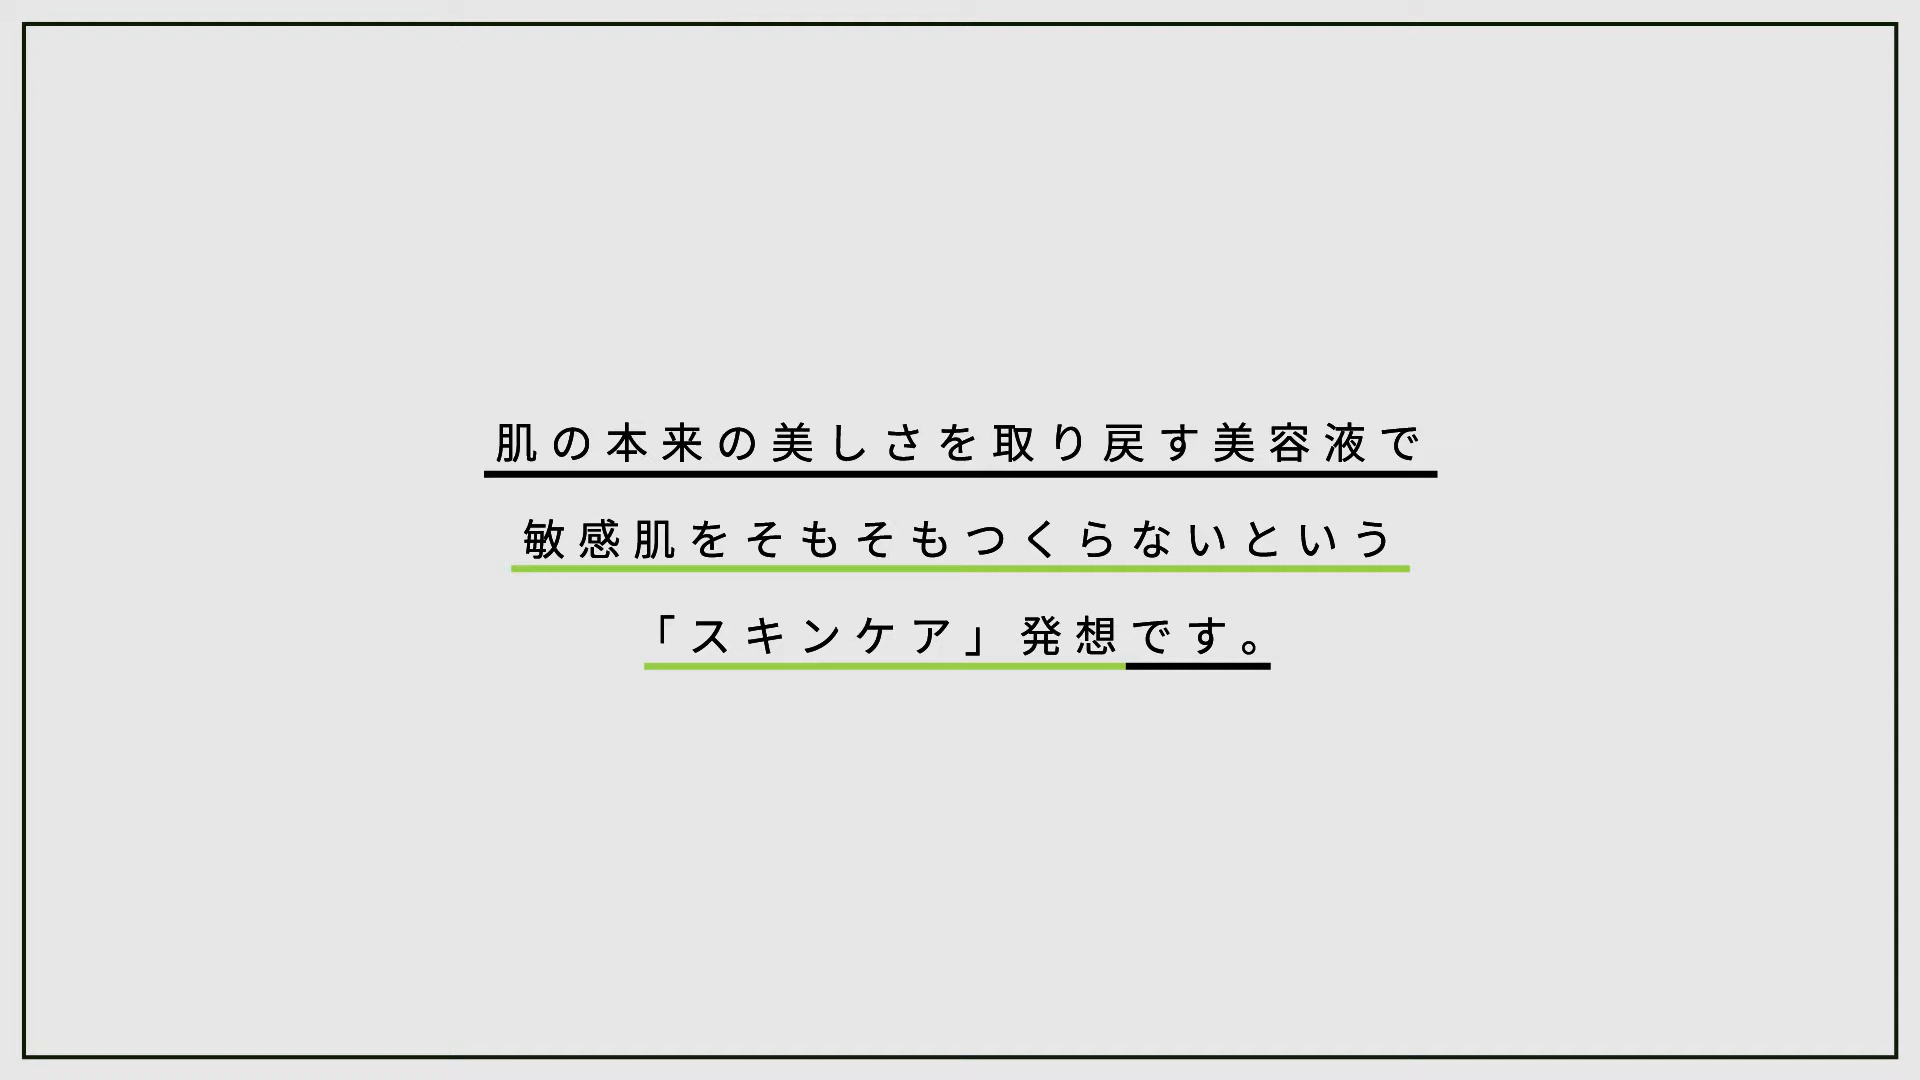 肌の本来の美しさを取り戻す美容液で
敏感肌をそもそもつくらないという
「スキンケア」発想です。